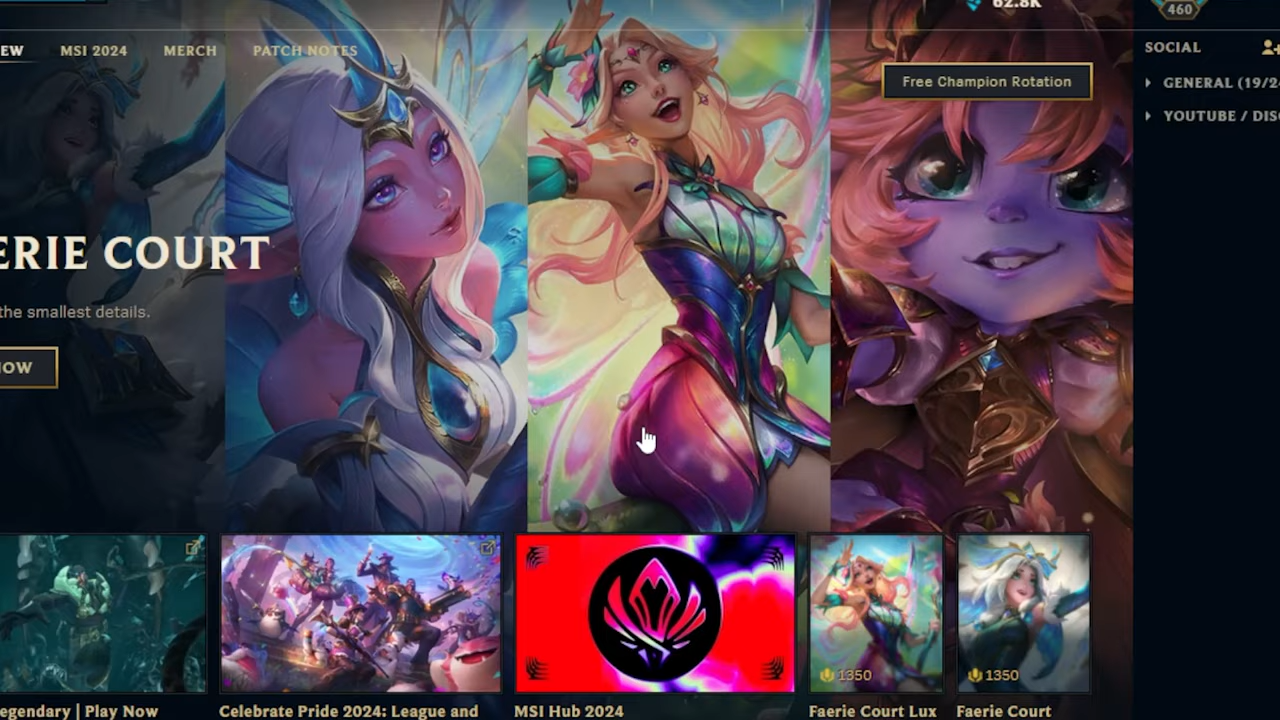 62.8K
460
EW
MSI 2024
MERCH
PATCH NOTES
SOCIAL
Free Champion Rotation
GENERAL (19/2
YOUTUBE / DISC
ERIE COURT
the smallest details.
NOW
1350
1350
egendary | Play Now
Celebrate Pride 2024: League and
MSI Hub 2024
Faerie Court Lux
Faerie Court